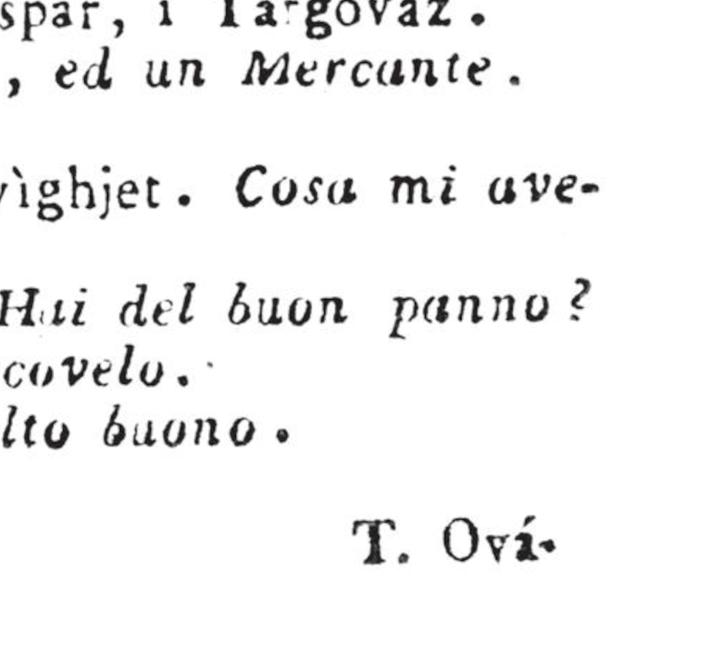 spar, i Targovaz.
, ed un Mercante.
vìghjet. Cosa mi ave-
Hai del buon panno?
covelo.
lto buono.
T. Ová-